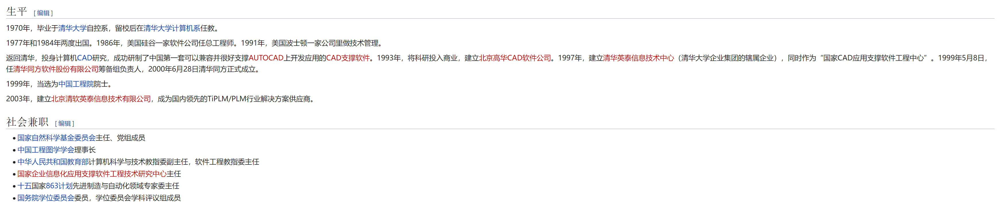 生平 [编辑]
1970年，毕业于清华大学自控系，留校后在清华大学计算机系任教。
1977年和1984年两度出国。1986年，美国硅谷一家软件公司任总工程师。1991年，美国波士顿一家公司里做技术管理。
返回清华，投身计算机CAD研究，成功研制了中国第一套可以兼容并很好支撑AUTOCAD上开发应用的CAD支撑软件。1993年，将科研投入商业，建立北京高华CAD软件公司。1997年，建立清华英泰信息技术中心（清华大学企业集团的辖属企业），同时作为“国家CAD应用支撑软件工程中心”。1999年5月8日，
任清华同方软件股份有限公司筹备组负责人，2000年6月28日清华同方正式成立。
1999年，当选为中国工程院院士。
2003年，建立北京清软英泰信息技术有限公司，成为国内领先的TiPLM/PLM行业解决方案供应商。
社会兼职 [编辑]
• 国家自然科学基金委员会主任、党组成员
• 中国工程图学学会理事长
• 中华人民共和国教育部计算机科学与技术教指委副主任，软件工程教指委主任
• 国家企业信息化应用支撑软件工程技术研究中心主任
• 十五国家863计划先进制造与自动化领域专家委主任
• 国务院学位委员会委员，学位委员会学科评议组成员